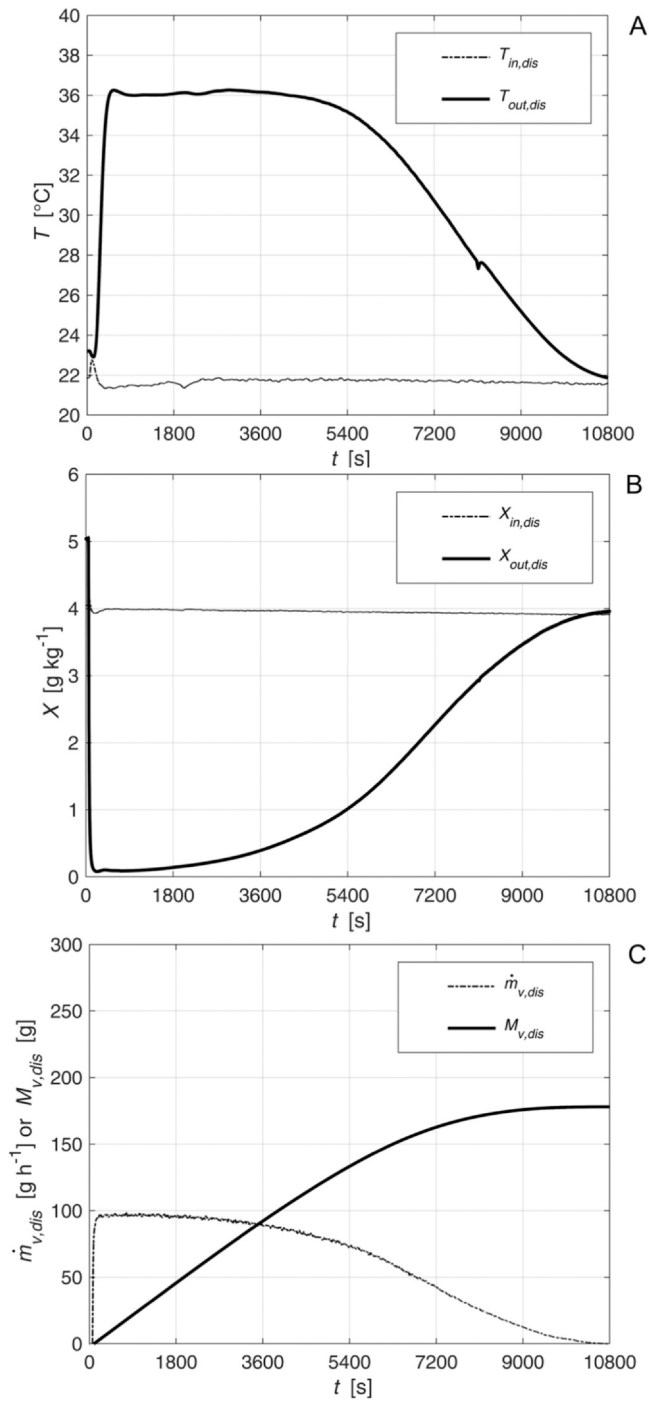 A
40
38
36
34
32
30
28
26
24
22
20
T [°C]
T_in,dis
T_out,dis
0 1800 3600 5400 7200 9000 10800
t [s]
B
6
5
4
3
2
1
0
X [g kg⁻¹]
X_in,dis
X_out,dis
0 1800 3600 5400 7200 9000 10800
t [s]
C
300
250
200
150
100
50
0
ṁ_v,dis [g h⁻¹] or M_v,dis [g]
ṁ_v,dis
M_v,dis
0 1800 3600 5400 7200 9000 10800
t [s]